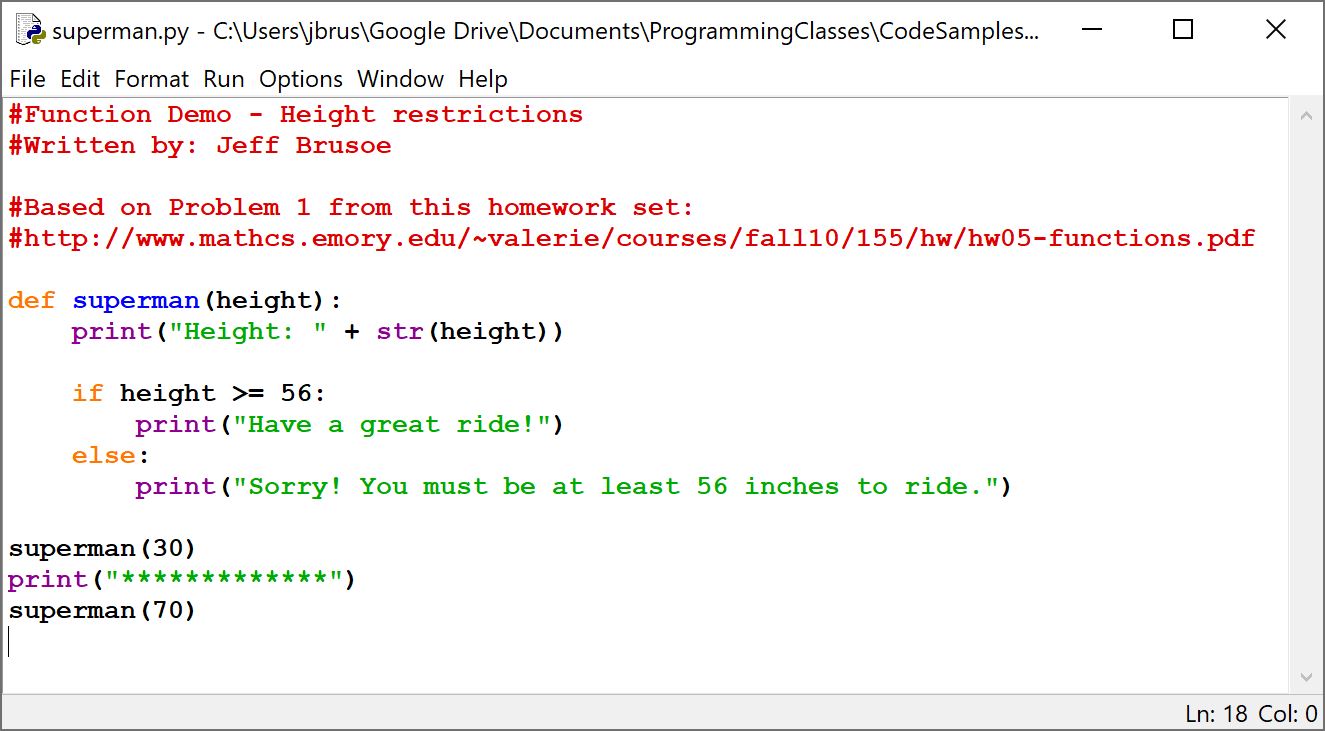 superman.py - C:\Users\jbrus\Google Drive\Documents\ProgrammingClasses\CodeSamples...
File Edit Format Run Options Window Help
#Function Demo - Height restrictions
#Written by: Jeff Brusoe

#Based on Problem 1 from this homework set:
#http://www.mathcs.emory.edu/~valerie/courses/fall10/155/hw/hw05-functions.pdf

def superman(height):
    print("Height: " + str(height))

    if height >= 56:
        print("Have a great ride!")
    else:
        print("Sorry! You must be at least 56 inches to ride.")

superman(30)
print("*************")
superman(70)
Ln: 18 Col: 0